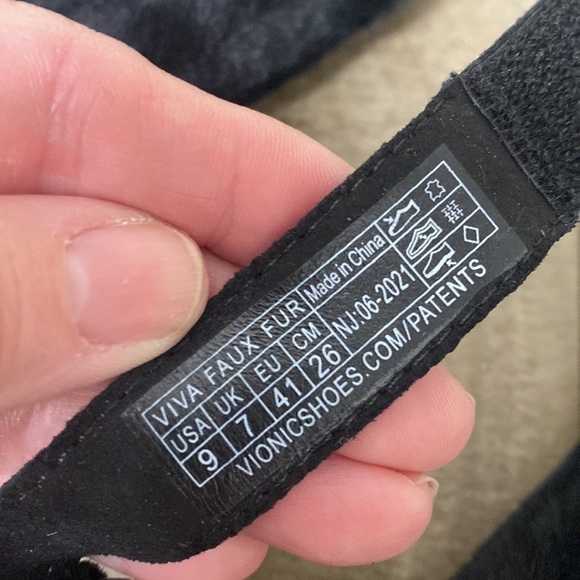 VIVA FAUX FUR Made in China
USA UK EU CM NJ:06-2021
9 7 41 26
VIONICSHOES.COM/PATENTS